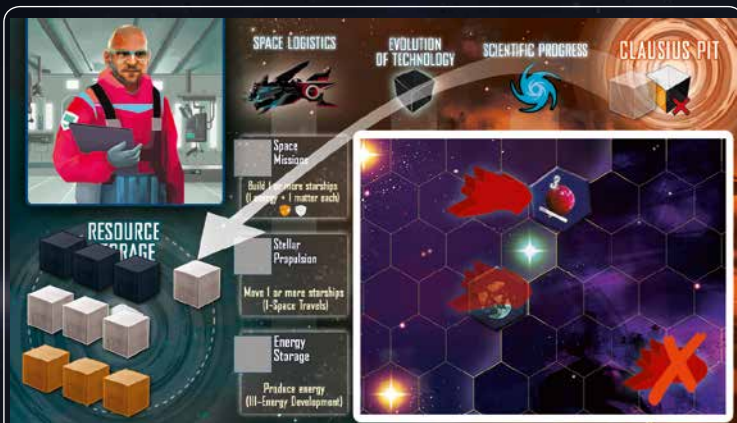 SPACE LOGISTICS
EVOLUTION
OF TECHNOLOGY
SCIENTIFIC PROGRESS
CLAUSIUS PIT
Space
Missions
Build 1 or more starships
(1 energy + 1 matter each)
RESOURCE
STORAGE
Stellar
Propulsion
Move 1 or more starships
(I-Space Travels)
Energy
Storage
Produce energy
(III-Energy Development)